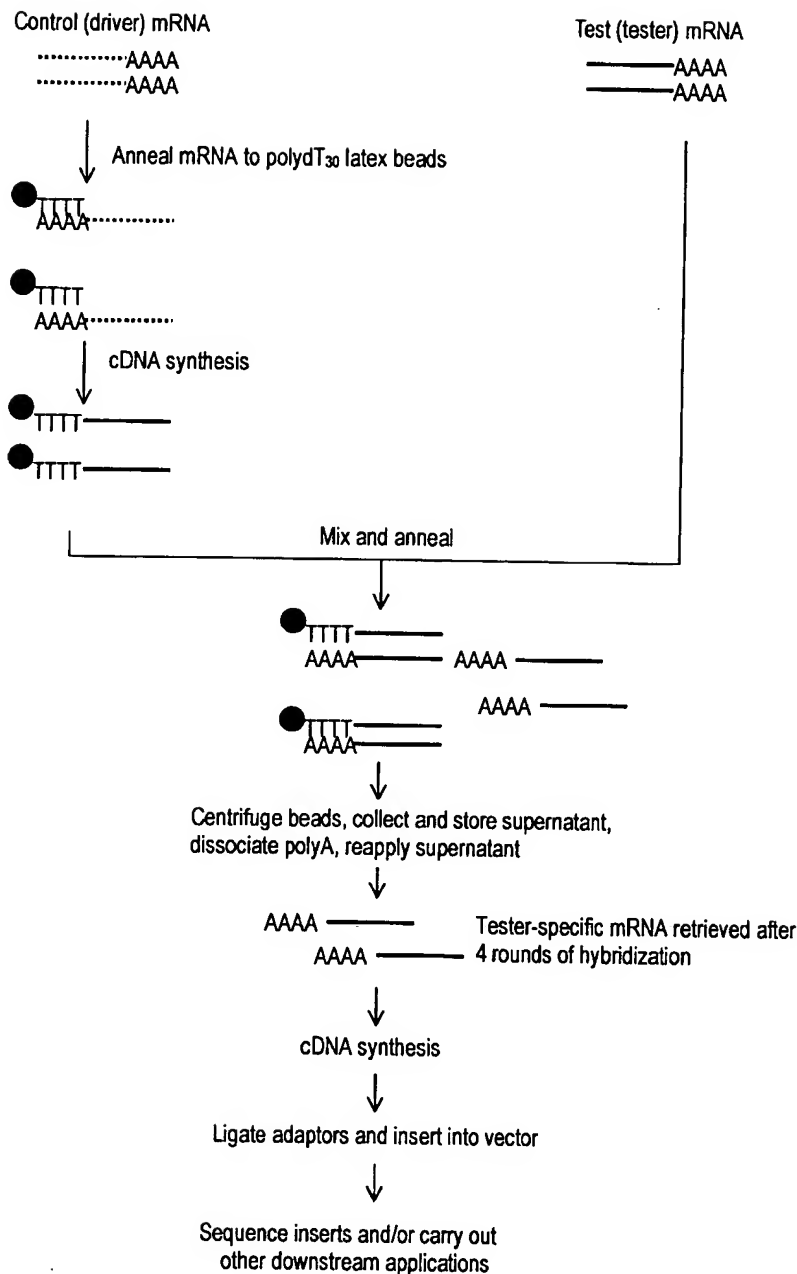 Control (driver) mRNA
AAAA
AAAA
Test (tester) mRNA
AAAA
AAAA
Anneal mRNA to polydT₃₀ latex beads
TTTT
AAAA
TTTT
AAAA
cDNA synthesis
TTTT
TTTT
Mix and anneal
TTTT
AAAA AAAA
AAAA
TTTT
AAAA
Centrifuge beads, collect and store supernatant,
dissociate polyA, reapply supernatant
AAAA
AAAA
Tester-specific mRNA retrieved after
4 rounds of hybridization
cDNA synthesis
Ligate adaptors and insert into vector
Sequence inserts and/or carry out
other downstream applications